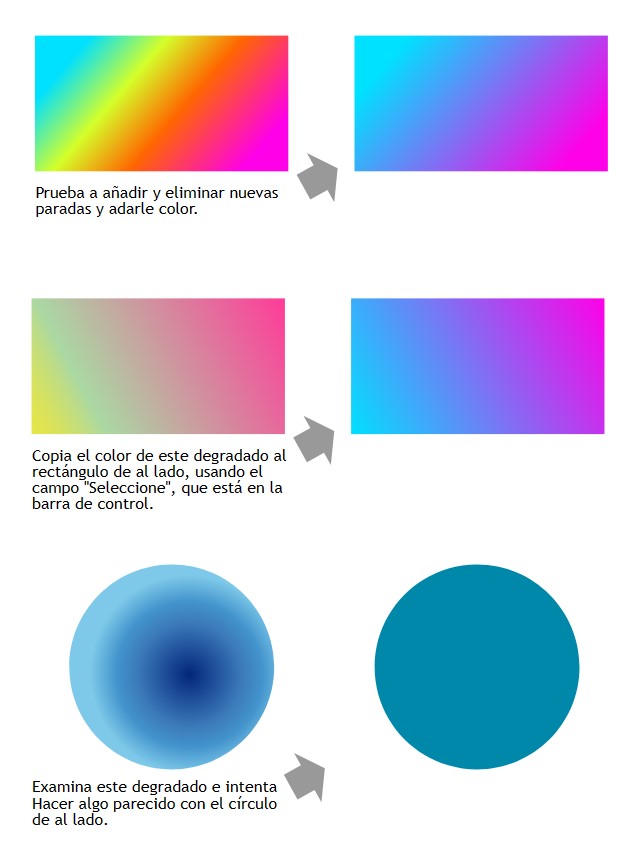 Prueba a añadir y eliminar nuevas
paradas y adarle color.
Copia el color de este degradado al
rectángulo de al lado, usando el
campo "Seleccione", que está en la
barra de control.
Examina este degradado e intenta
Hacer algo parecido con el círculo
de al lado.